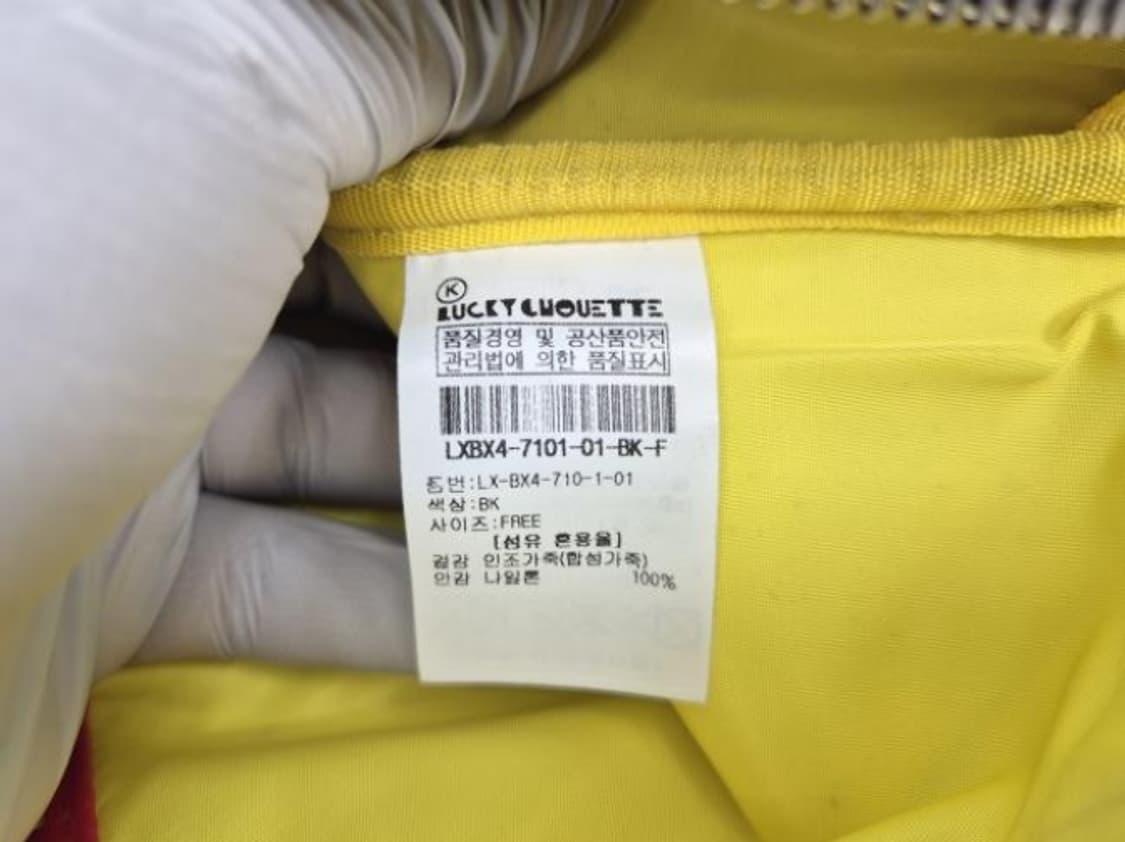 K
LUCKY CHOUETTE
품질경영 및 공산품안전
관리법에 의한 품질표시
LXBX4-7101-01-BK-F
품번:LX-BX4-710-1-01
색상:BK
사이즈:FREE
[섬유 혼용율]
겉감 인조가죽(합성가죽)
안감 나일론 100%